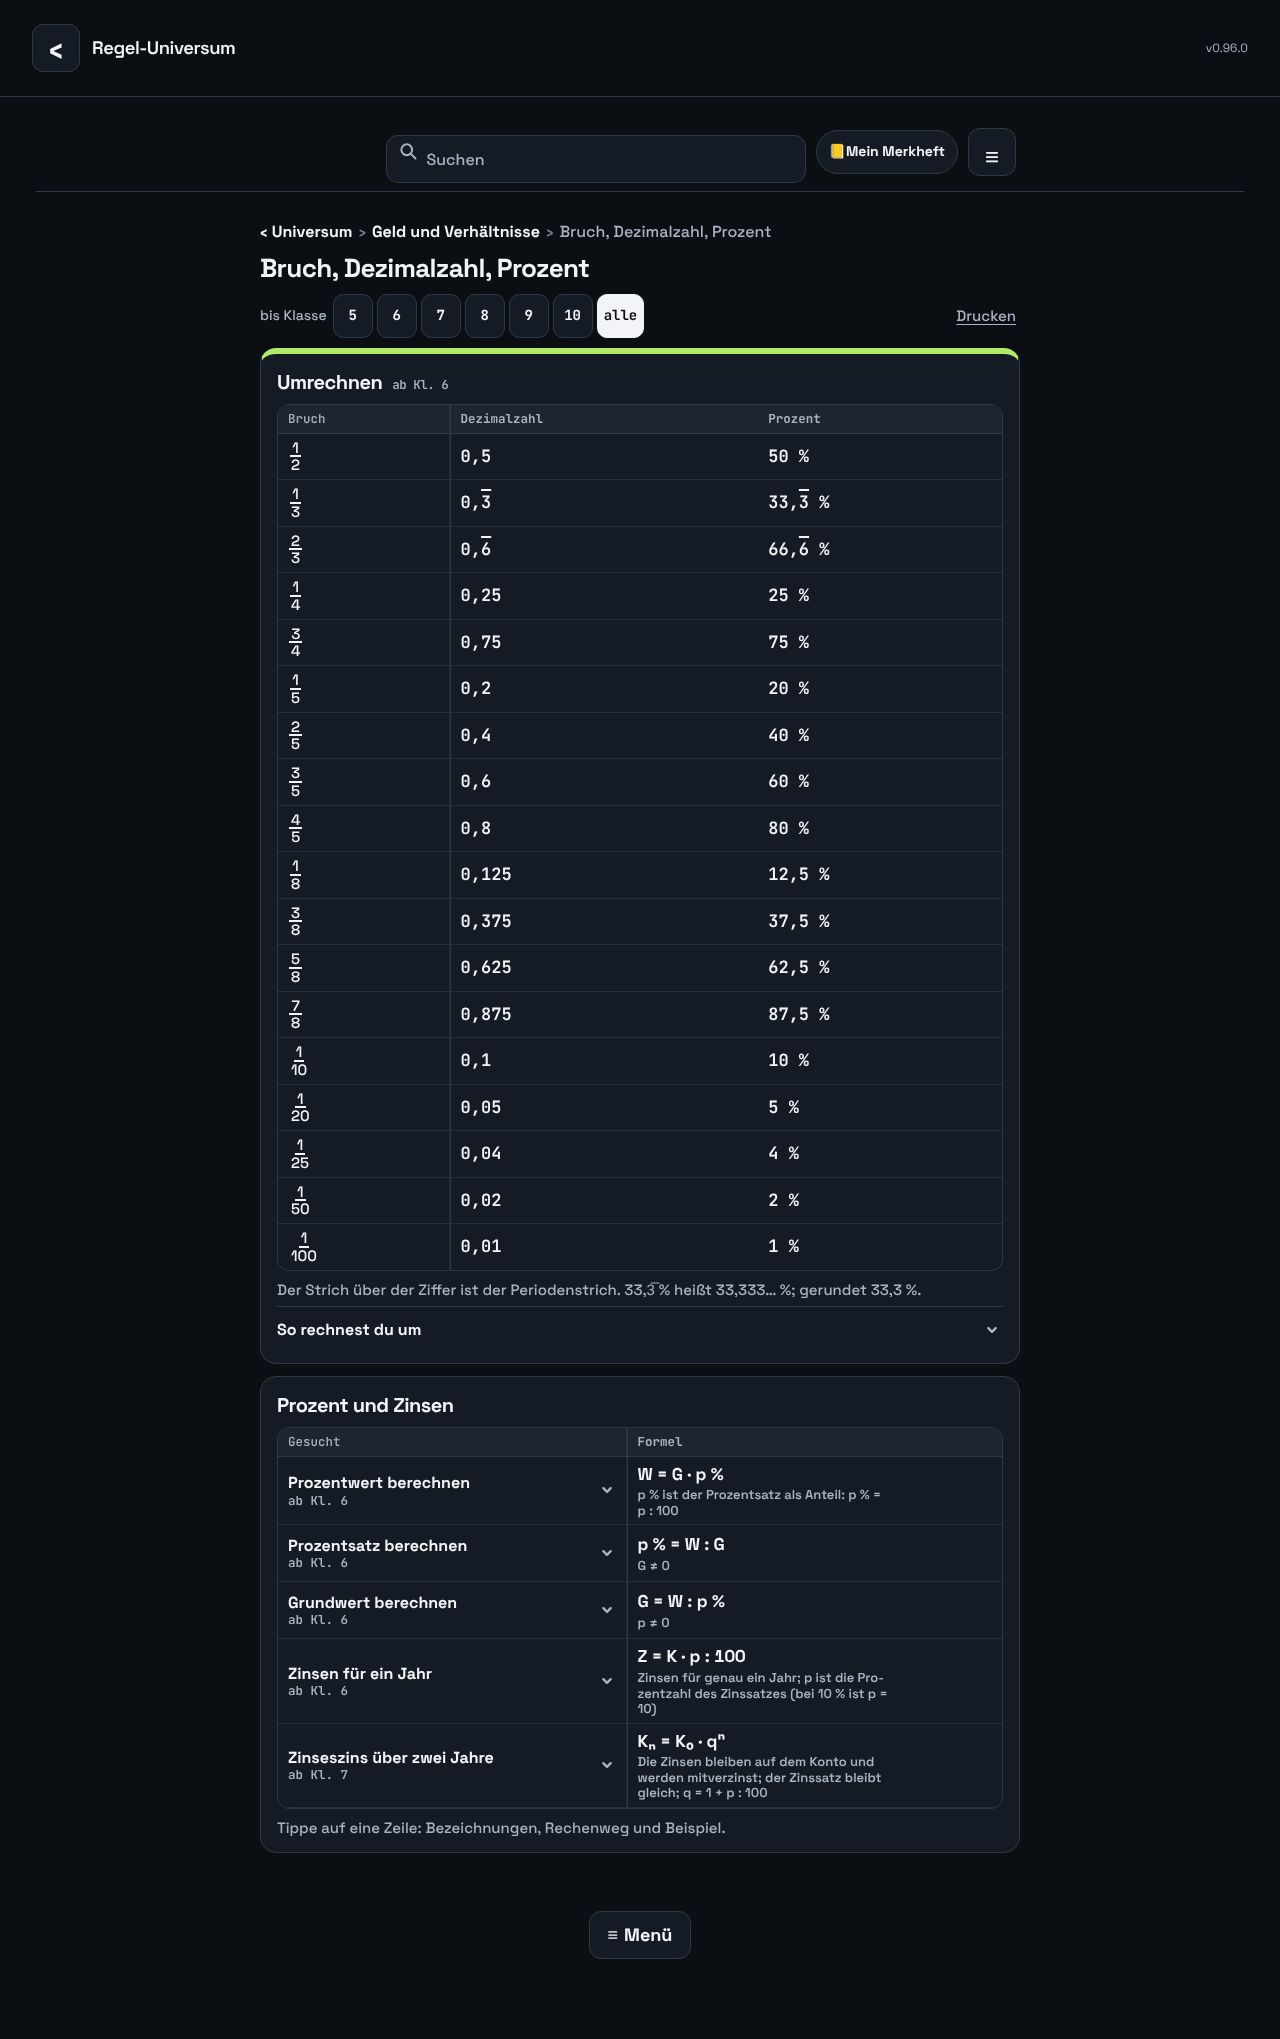 < Regel-Universum
v0.96.0
Suchen
Mein Merkheft
≡
< Universum > Geld und Verhältnisse > Bruch, Dezimalzahl, Prozent
Bruch, Dezimalzahl, Prozent
bis Klasse 5 6 7 8 9 10 alle
Drucken
Umrechnen ab Kl. 6
Bruch Dezimalzahl Prozent
1/2 0,5 50 %
1/3 0,3̅ 33,3̅ %
2/3 0,6̅ 66,6̅ %
1/4 0,25 25 %
3/4 0,75 75 %
1/5 0,2 20 %
2/5 0,4 40 %
3/5 0,6 60 %
4/5 0,8 80 %
1/8 0,125 12,5 %
3/8 0,375 37,5 %
5/8 0,625 62,5 %
7/8 0,875 87,5 %
1/10 0,1 10 %
1/20 0,05 5 %
1/25 0,04 4 %
1/50 0,02 2 %
1/100 0,01 1 %
Der Strich über der Ziffer ist der Periodenstrich. 33,3̅ % heißt 33,333… %; gerundet 33,3 %.
So rechnest du um
Prozent und Zinsen
Gesucht Formel
Prozentwert berechnen
ab Kl. 6
W = G · p %
p % ist der Prozentsatz als Anteil: p % =
p : 100
Prozentsatz berechnen
ab Kl. 6
p % = W : G
G ≠ 0
Grundwert berechnen
ab Kl. 6
G = W : p %
p ≠ 0
Zinsen für ein Jahr
ab Kl. 6
Z = K · p : 100
Zinsen für genau ein Jahr; p ist die Pro-
zentzahl des Zinssatzes (bei 10 % ist p =
10)
Zinseszins über zwei Jahre
ab Kl. 7
Kₙ = K₀ · qⁿ
Die Zinsen bleiben auf dem Konto und
werden mitverzinst; der Zinssatz bleibt
gleich; q = 1 + p : 100
Tippe auf eine Zeile: Bezeichnungen, Rechenweg und Beispiel.
≡ Menü